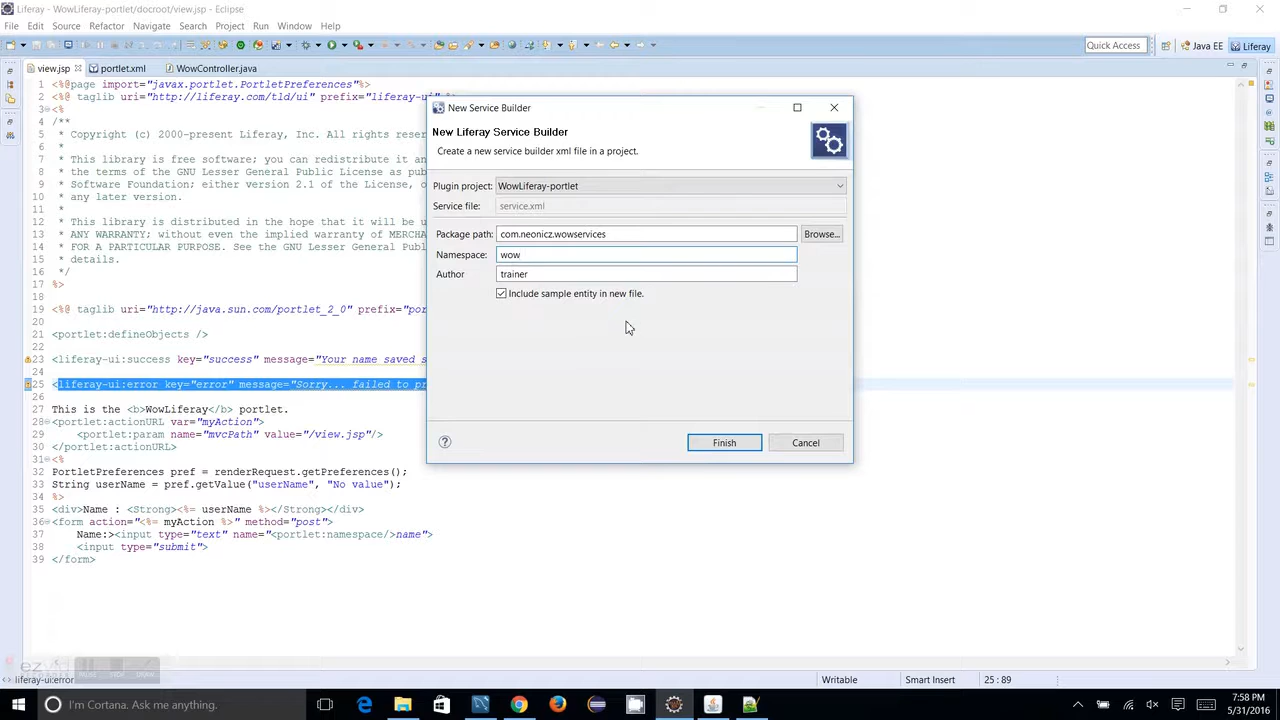 Liferay - WowLiferay-portlet/docroot/view.jsp - Eclipse
File Edit Source Refactor Navigate Search Project Run Window Help
Quick Access Java EE Liferay
view.jsp portlet.xml WowController.java
1 <%@page import="javax.portlet.PortletPreferences"%>
2 <%@ taglib uri="http://liferay.com/tld/ui" prefix="liferay-ui"
3 <%
4 /**
5 * Copyright (c) 2000-present Liferay, Inc. All rights
6 *
7 * This library is free software; you can redistribute it
8 * the terms of the GNU Lesser General Public License as
9 * Software Foundation; either version 2.1 of the License,
10 * any later version.
11 *
12 * This library is distributed in the hope that it will be
13 * ANY WARRANTY; without even the implied warranty of
14 * FOR A PARTICULAR PURPOSE. See the GNU Lesser General
15 * details.
16 */
17 %>
18
19 <%@ taglib uri="http://java.sun.com/portlet_2_0"
20
21 <portlet:defineObjects />
22
23 <liferay-ui:success key="success" message="Your name saved
24
25 <liferay-ui:error key="error" message="Sorry... failed to
26
27 This is the <b>WowLiferay</b> portlet.
28 <portlet:actionURL var="myAction">
29 <portlet:param name="mvcPath" value="/view.jsp"/>
30 </portlet:actionURL>
31 <%
32 PortletPreferences pref = renderRequest.getPreferences();
33 String userName = pref.getValue("userName", "No value");
34 %>
35 <div>Name : <Strong><%= userName %></Strong></div>
36 <form action="<%= myAction %>" method="post">
37 Name:><input type="text" name="<portlet:namespace/>name">
38 <input type="submit">
39 </form>
New Service Builder
New Liferay Service Builder
Create a new service builder xml file in a project.
Plugin project: WowLiferay-portlet
Service file: service.xml
Package path: com.neonicz.wowservices Browse...
Namespace: wow
Author trainer
Include sample entity in new file.
Finish Cancel
ezvid
liferay-ui:error Writable Smart Insert 25 : 89
I'm Cortana. Ask me anything.
7:58 PM
5/31/2016